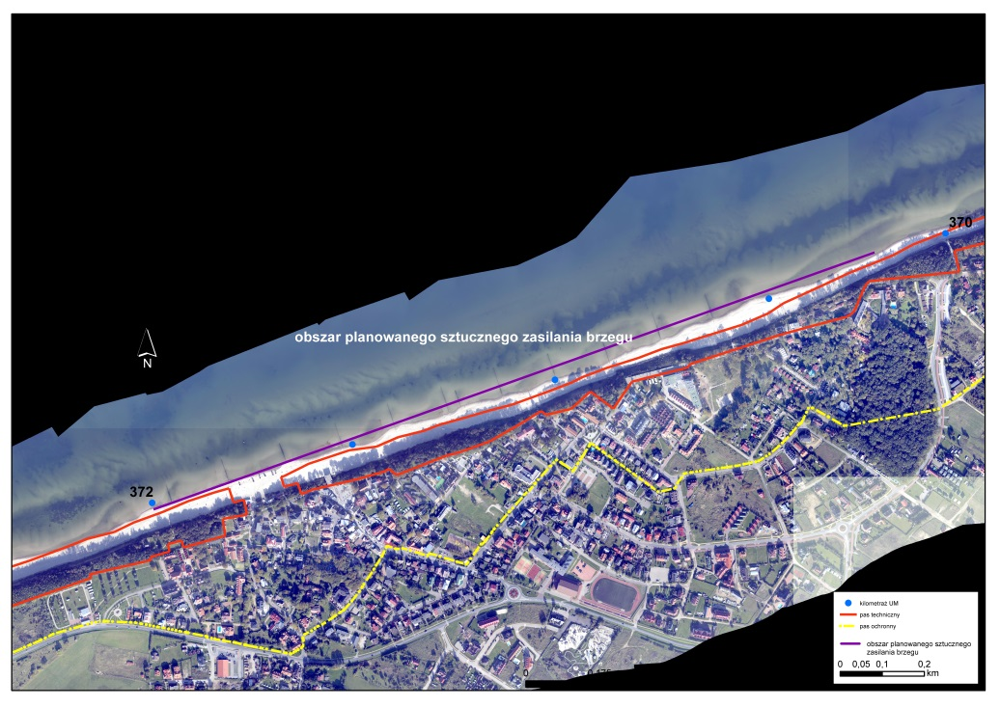 370
obszar planowanego sztucznego zasilania brzegu
N
372
kilometraż UM
pas techniczny
pas ochronny
obszar planowanego sztucznego
zasilania brzegu
0 0,05 0,1 0,2
km
0